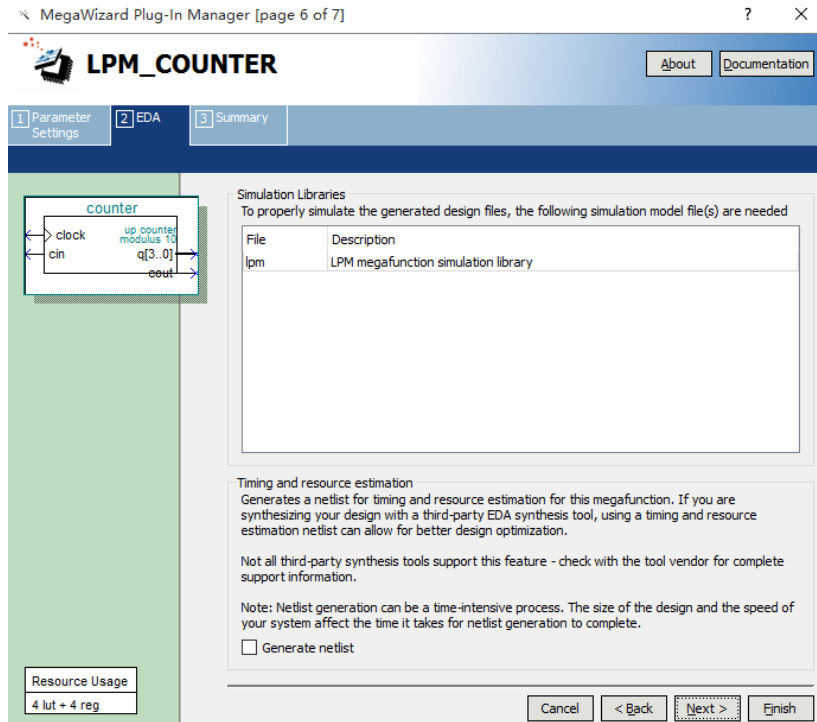 MegaWizard Plug-In Manager [page 6 of 7]
?
LPM_COUNTER
About
Documentation
1 Parameter Settings
2 EDA
3 Summary
counter
clock
up counter
modulus 10
cin
q[3..0]
cout
Simulation Libraries
To properly simulate the generated design files, the following simulation model file(s) are needed
File Description
lpm LPM megafunction simulation library
Timing and resource estimation
Generates a netlist for timing and resource estimation for this megafunction. If you are
synthesizing your design with a third-party EDA synthesis tool, using a timing and resource
estimation netlist can allow for better design optimization.
Not all third-party synthesis tools support this feature - check with the tool vendor for complete
support information.
Note: Netlist generation can be a time-intensive process. The size of the design and the speed of
your system affect the time it takes for netlist generation to complete.
Generate netlist
Resource Usage
4 lut + 4 reg
Cancel
< Back
Next >
Finish